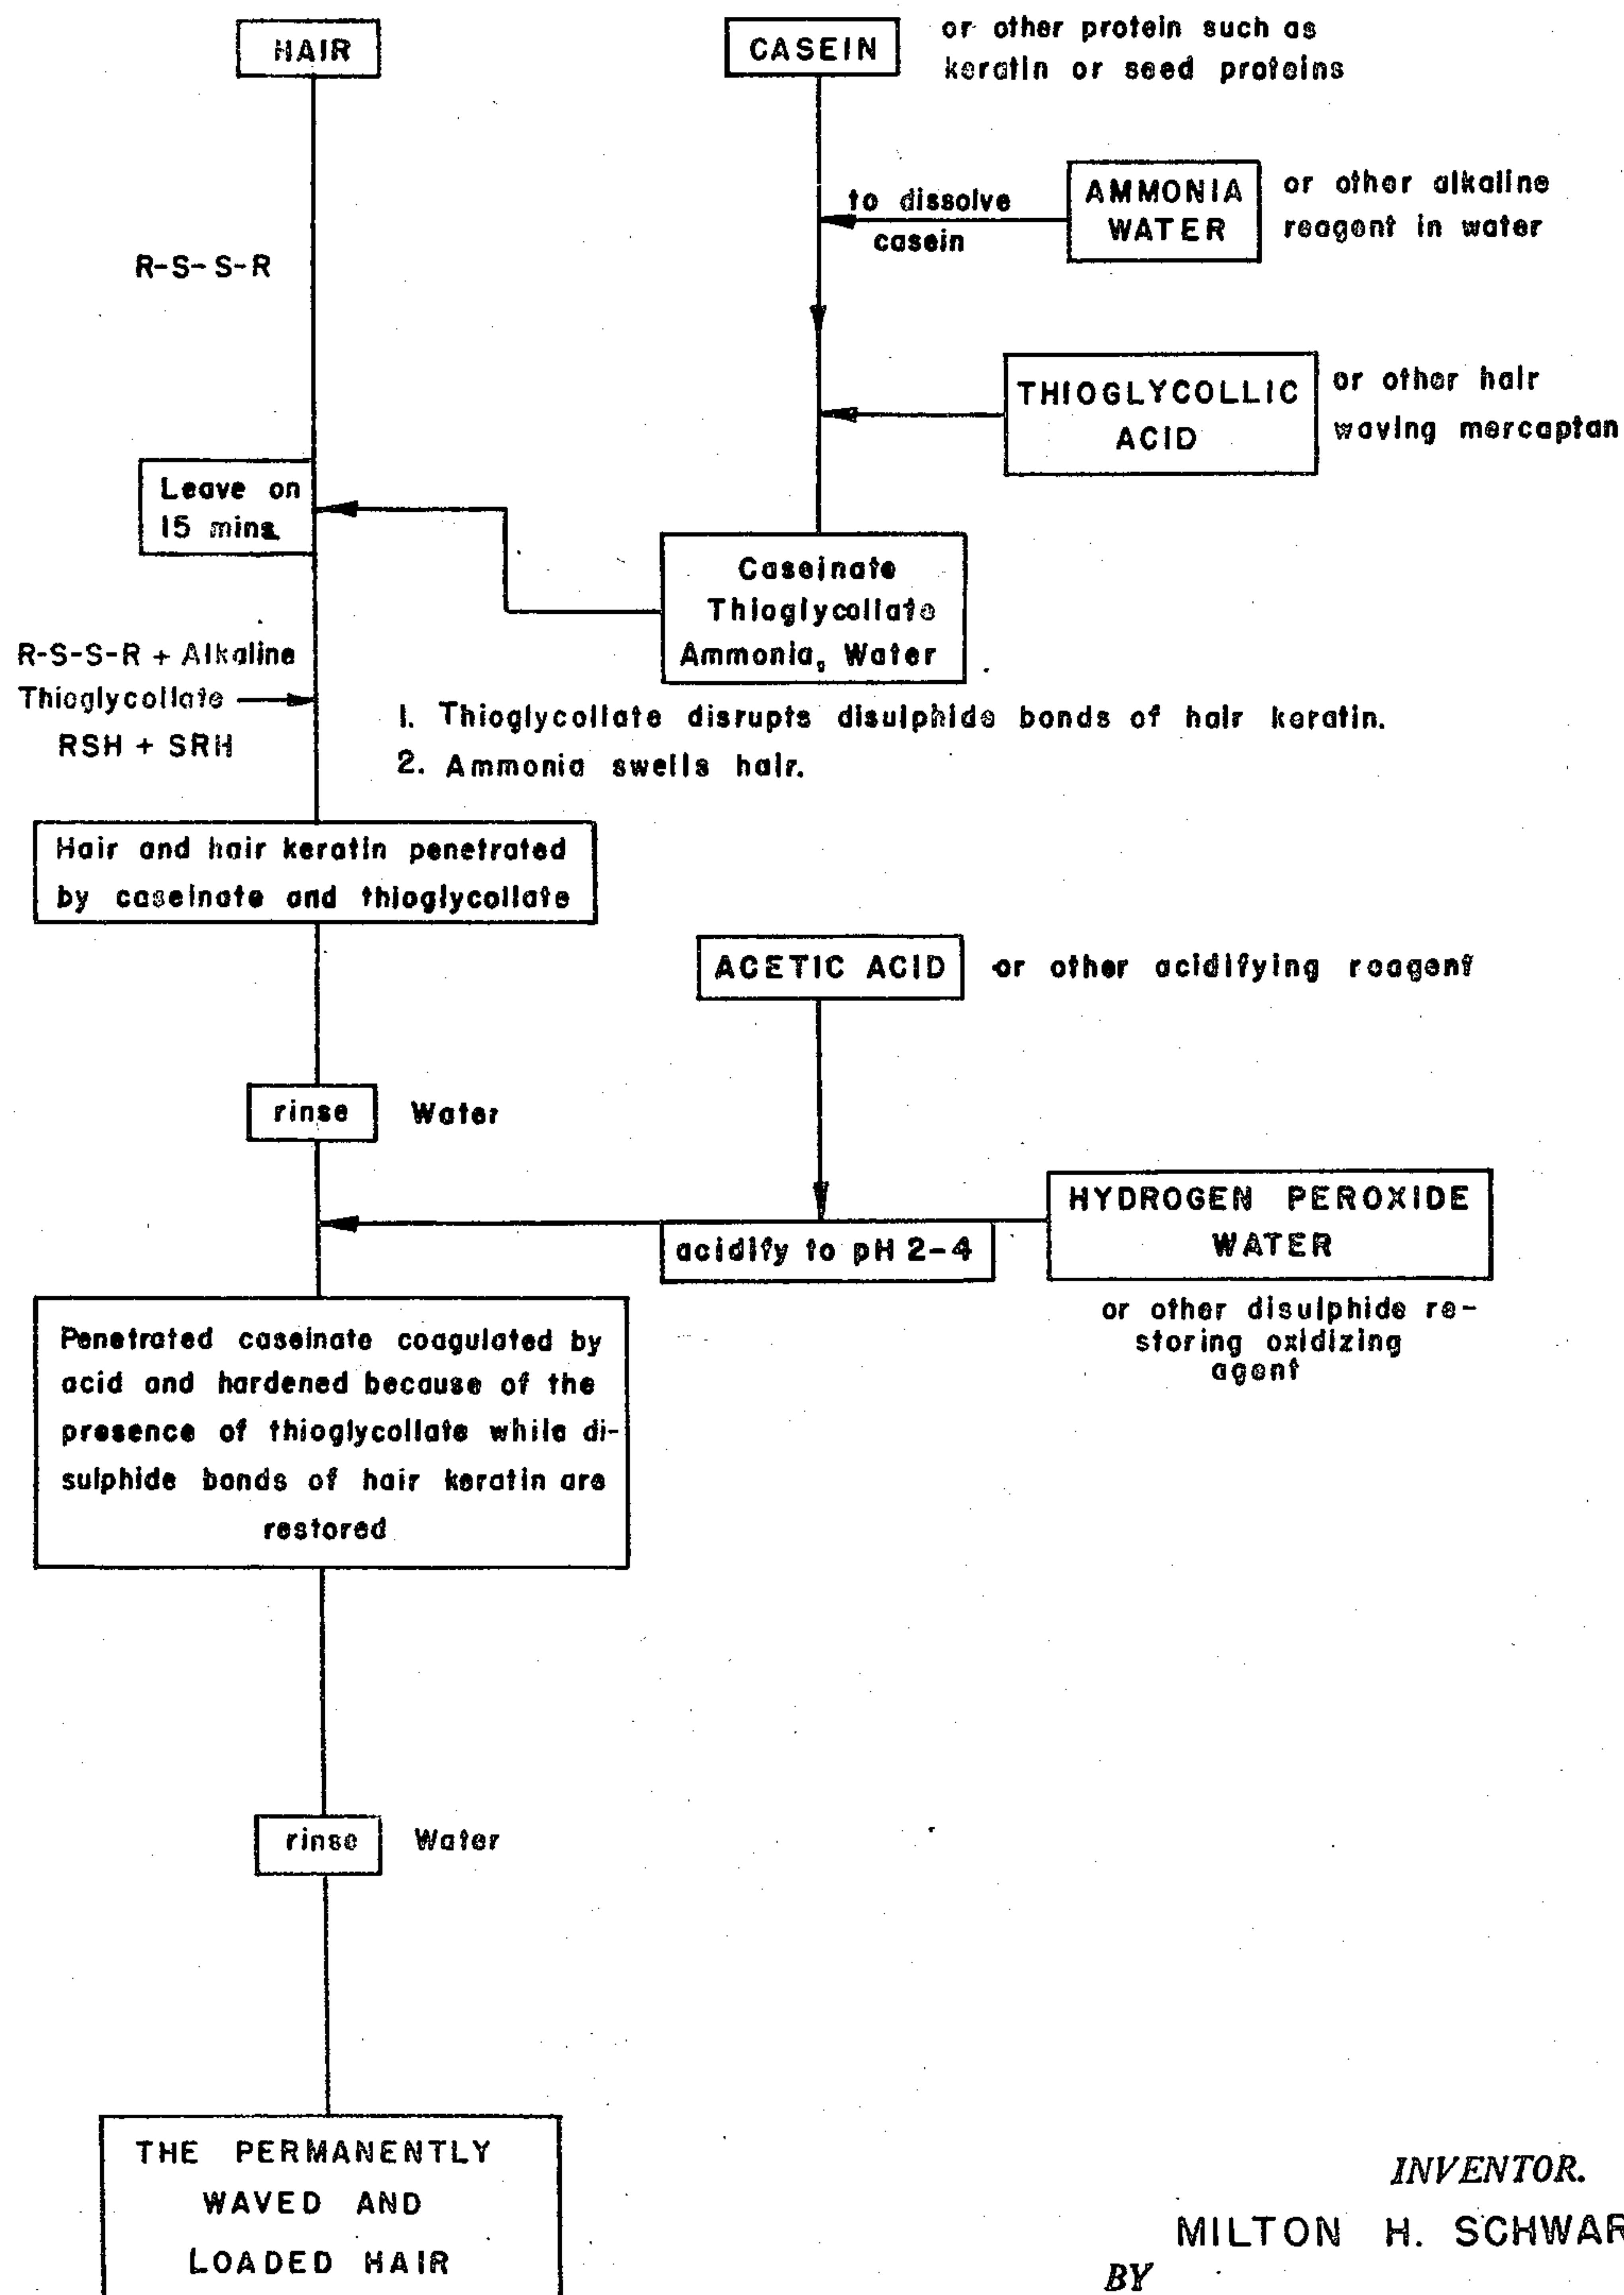 HAIR
CASEIN
or other protein such as
keratin or seed proteins
to dissolve
casein
AMMONIA
WATER
or other alkaline
reagent in water
R-S-S-R
THIOGLYCOLLIC
ACID
or other hair
waving mercaptan
Leave on
15 mins.
Caseinate
Thioglycollate
Ammonia, Water
R-S-S-R + Alkaline
Thioglycollate
RSH + SRH
1. Thioglycollate disrupts disulphide bonds of hair keratin.
2. Ammonia swells hair.
Hair and hair keratin penetrated
by caseinate and thioglycollate
ACETIC ACID
or other acidifying reagent
rinse
Water
acidify to pH 2-4
HYDROGEN PEROXIDE
WATER
or other disulphide re-
storing oxidizing
agent
Penetrated caseinate coagulated by
acid and hardened because of the
presence of thioglycollate while di-
sulphide bonds of hair keratin are
restored
rinse
Water
THE PERMANENTLY
WAVED AND
LOADED HAIR
INVENTOR.
MILTON H. SCHWAR
BY